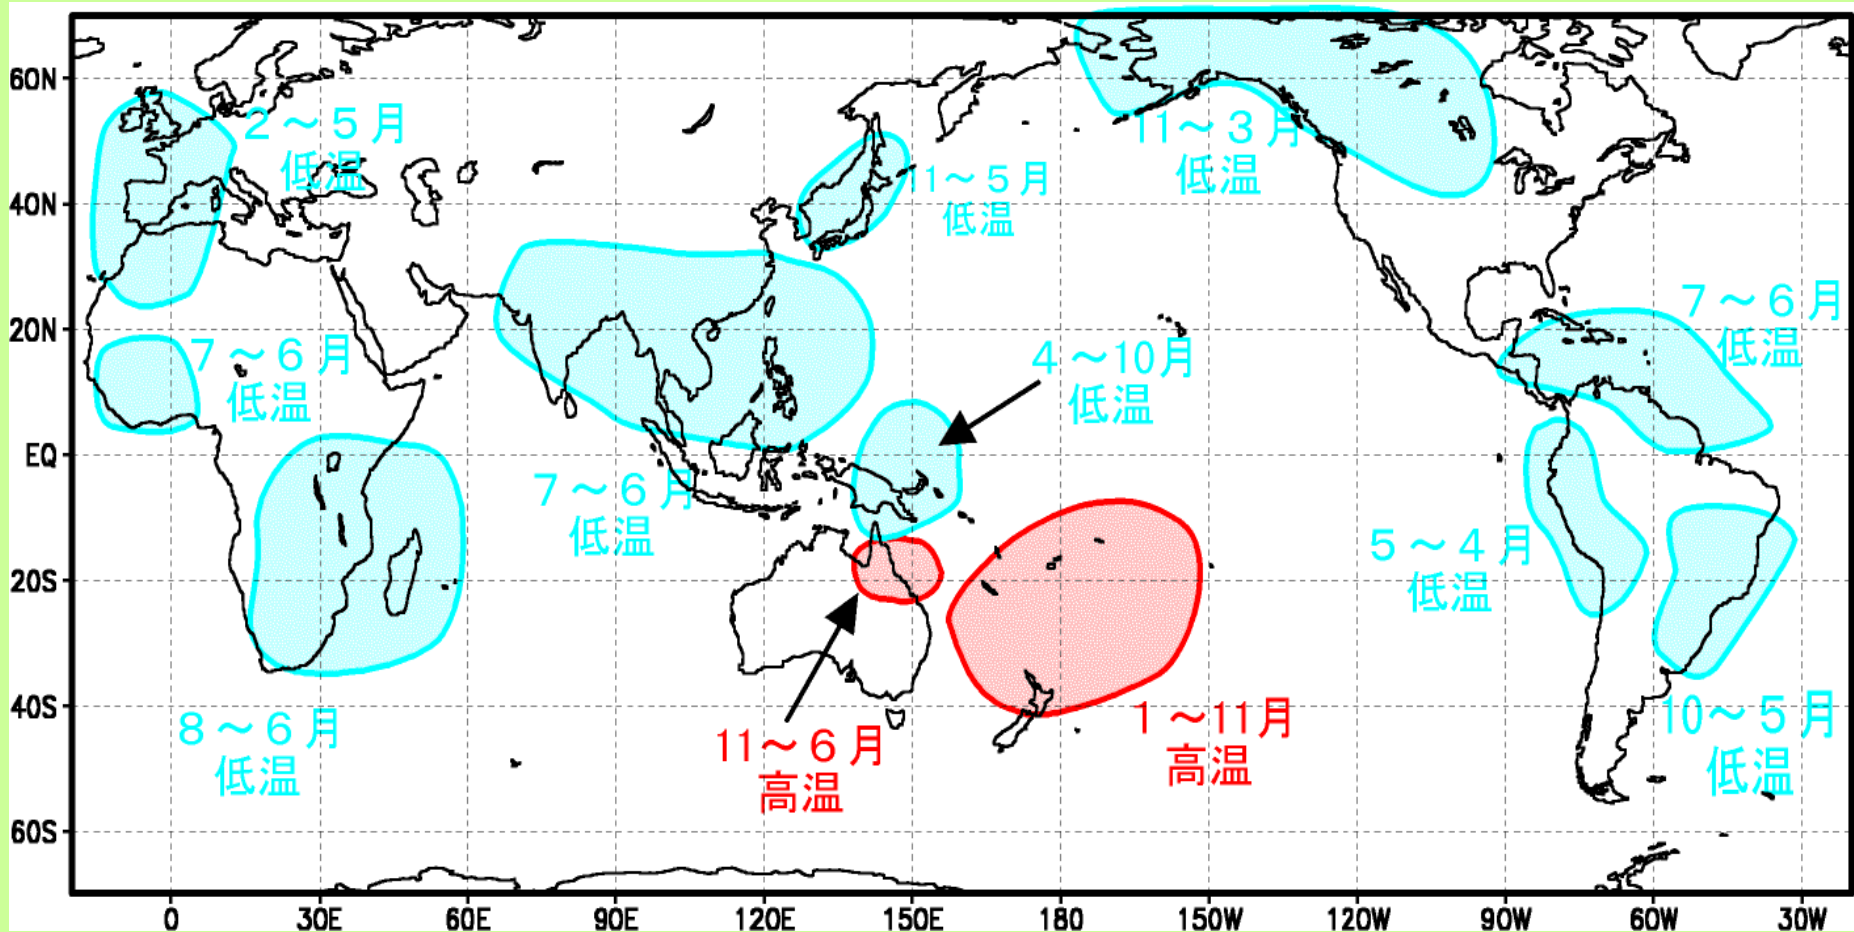 60N
40N
20N
EQ
20S
40S
60S
2～5月
低温
11～3月
低温
11～5月
低温
7～6月
低温
7～6月
低温
4～10月
低温
7～6月
低温
5～4月
低温
8～6月
低温
11～6月
高温
1～11月
高温
10～5月
低温
0
30E
60E
90E
120E
150E
180
150W
120W
90W
60W
30W